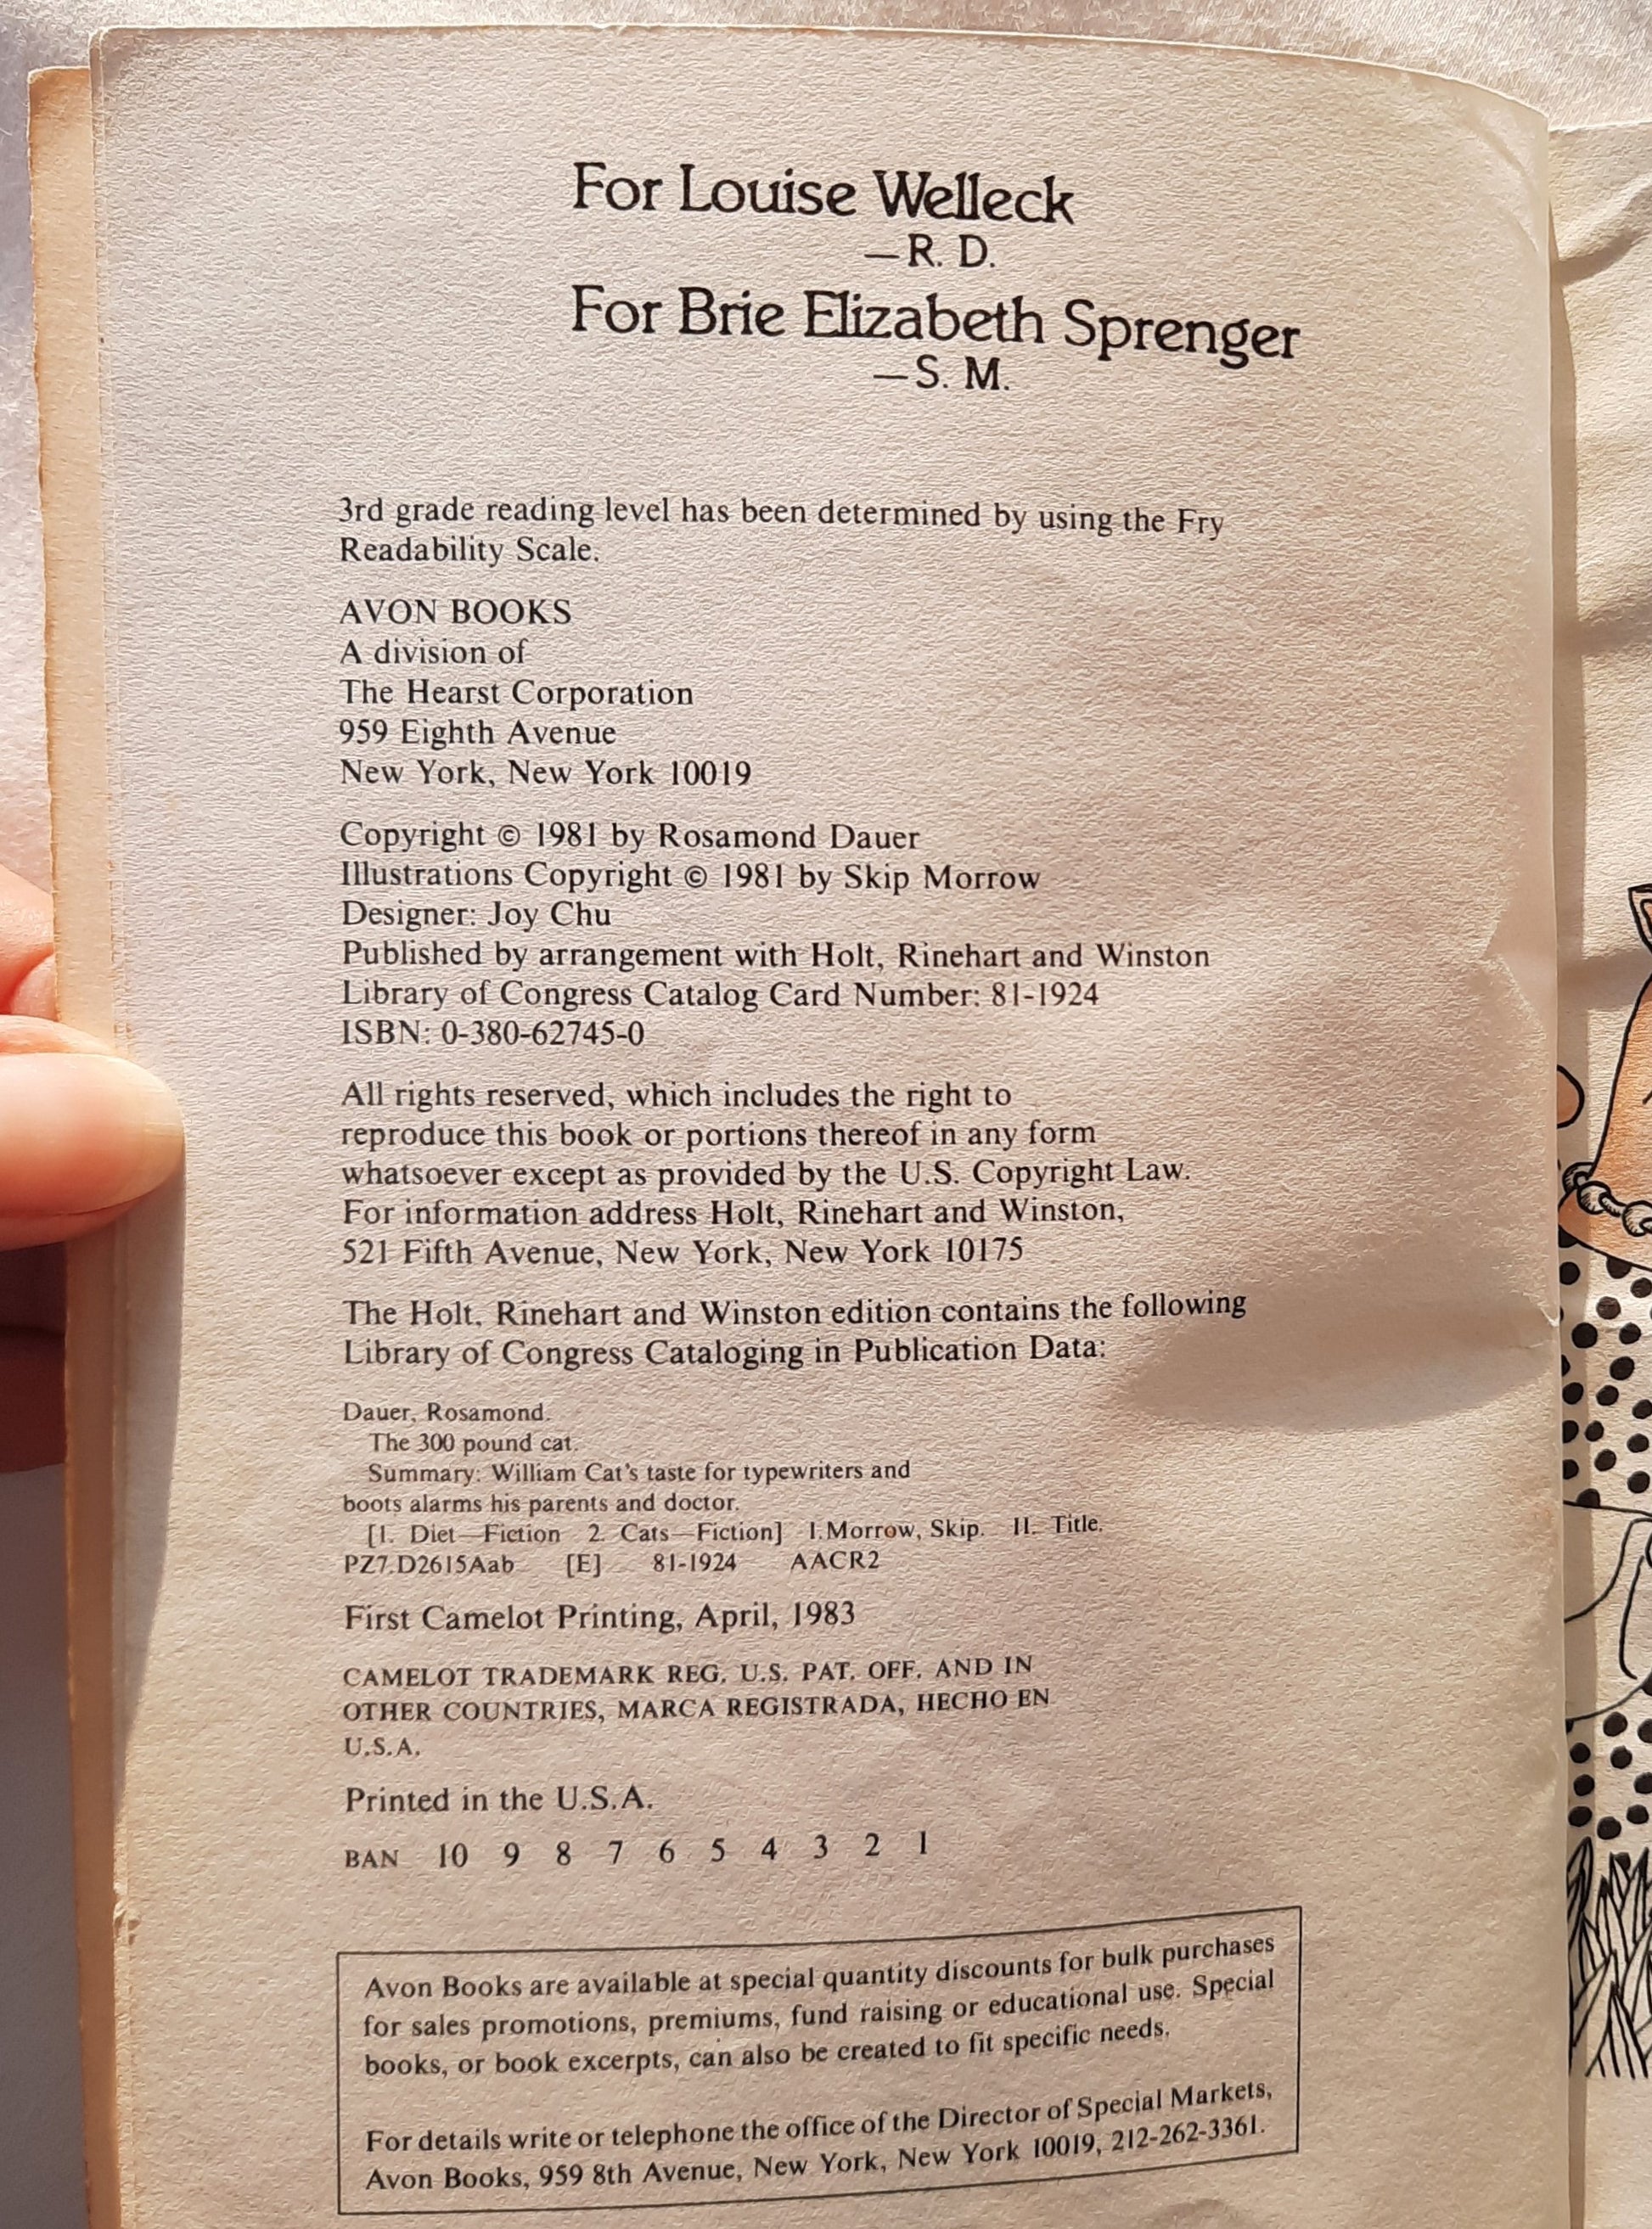 For Louise Welleck
—R. D.
For Brie Elizabeth Sprenger
—S. M.
3rd grade reading level has been determined by using the Fry
Readability Scale.
AVON BOOKS
A division of
The Hearst Corporation
959 Eighth Avenue
New York, New York 10019
Copyright © 1981 by Rosamond Dauer
Illustrations Copyright © 1981 by Skip Morrow
Designer: Joy Chu
Published by arrangement with Holt, Rinehart and Winston
Library of Congress Catalog Card Number: 81-1924
ISBN: 0-380-62745-0
All rights reserved, which includes the right to
reproduce this book or portions thereof in any form
whatsoever except as provided by the U.S. Copyright Law.
For information address Holt, Rinehart and Winston,
521 Fifth Avenue, New York, New York 10175
The Holt, Rinehart and Winston edition contains the following
Library of Congress Cataloging in Publication Data:
Dauer, Rosamond.
The 300 pound cat.
Summary: William Cat's taste for typewriters and
boots alarms his parents and doctor.
[1. Diet—Fiction 2. Cats—Fiction] I.Morrow, Skip. II. Title.
PZ7.D2615Aab [E] 81-1924 AACR2
First Camelot Printing, April, 1983
CAMELOT TRADEMARK REG. U.S. PAT. OFF. AND IN
OTHER COUNTRIES, MARCA REGISTRADA, HECHO EN
U.S.A.
Printed in the U.S.A.
BAN 10 9 8 7 6 5 4 3 2 1
Avon Books are available at special quantity discounts for bulk purchases
for sales promotions, premiums, fund raising or educational use. Special
books, or book excerpts, can also be created to fit specific needs.
For details write or telephone the office of the Director of Special Markets,
Avon Books, 959 8th Avenue, New York, New York 10019, 212-262-3361.